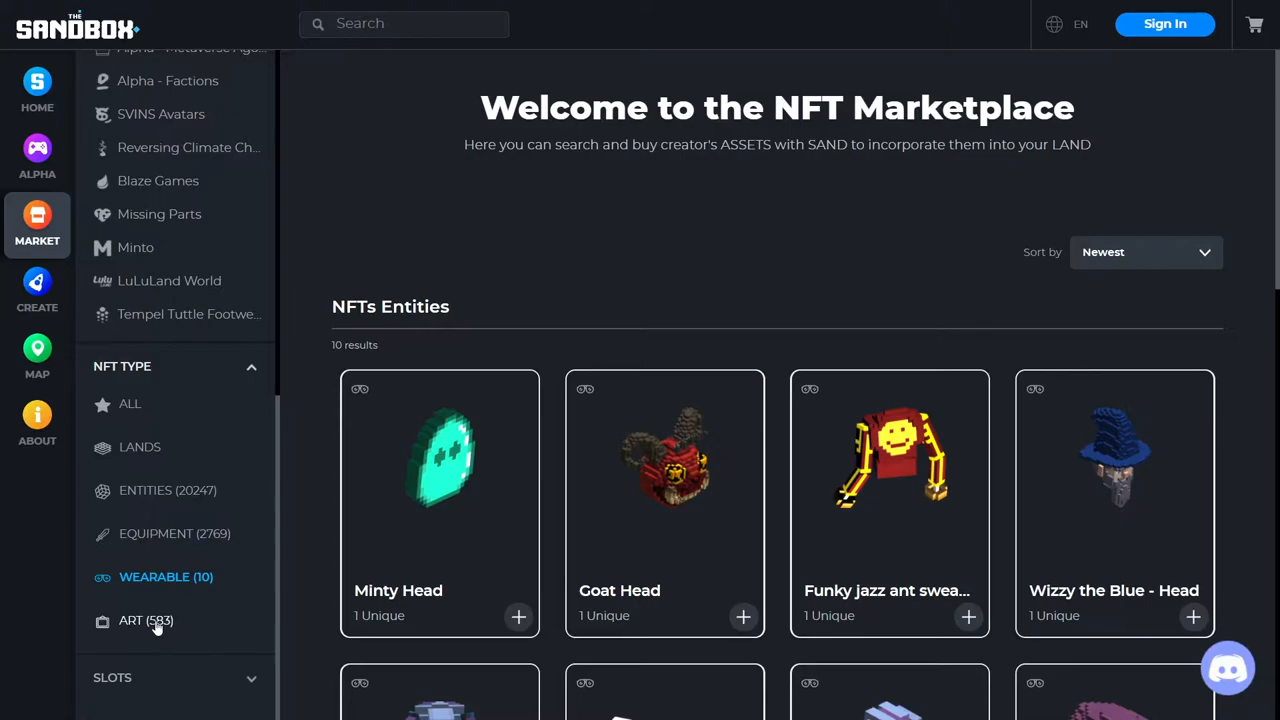 THE
SANDBOX
Search
EN
Sign In
HOME
ALPHA
MARKET
CREATE
MAP
ABOUT
Alpha - Metaverse Ago...
Alpha - Factions
SVINS Avatars
Reversing Climate Ch...
Blaze Games
Missing Parts
Minto
LuLuLand World
Tempel Tuttle Footwe...
NFT TYPE
ALL
LANDS
ENTITIES (20247)
EQUIPMENT (2769)
WEARABLE (10)
ART (583)
SLOTS
Welcome to the NFT Marketplace
Here you can search and buy creator's ASSETS with SAND to incorporate them into your LAND
Sort by
Newest
NFTs Entities
10 results
Minty Head
1 Unique
Goat Head
1 Unique
Funky jazz ant swea...
1 Unique
Wizzy the Blue - Head
1 Unique